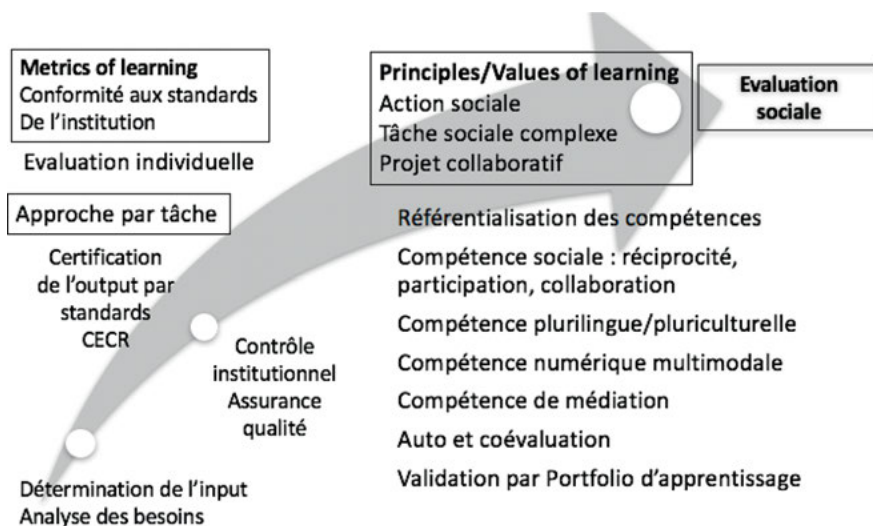 Metrics of learning
Conformité aux standards
De l'institution
Evaluation individuelle
Approche par tâche
Certification
de l'output par
standards
CECR
Contrôle
institutionnel
Assurance
qualité
Détermination de l'input
Analyse des besoins
Principles/Values of learning
Action sociale
Tâche sociale complexe
Projet collaboratif
Evaluation
sociale
Référentialisation des compétences
Compétence sociale : réciprocité,
participation, collaboration
Compétence plurilingue/pluriculturelle
Compétence numérique multimodale
Compétence de médiation
Auto et coévaluation
Validation par Portfolio d'apprentissage